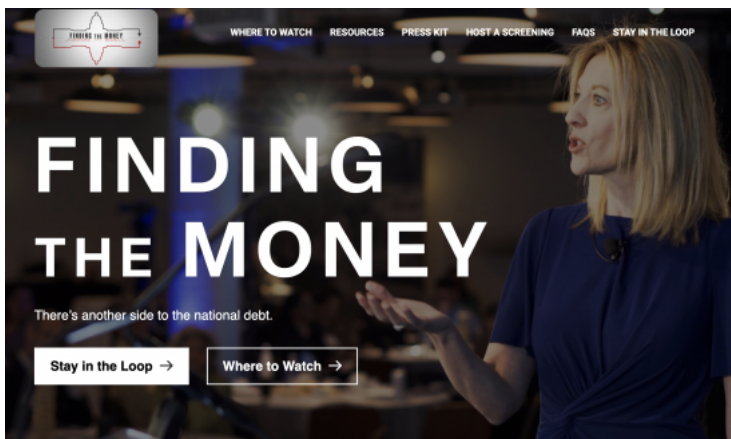 FINDING THE MONEY
WHERE TO WATCH
RESOURCES
PRESS KIT
HOST A SCREENING
FAQS
STAY IN THE LOOP
FINDING
THE MONEY
There's another side to the national debt.
Stay in the Loop →
Where to Watch →